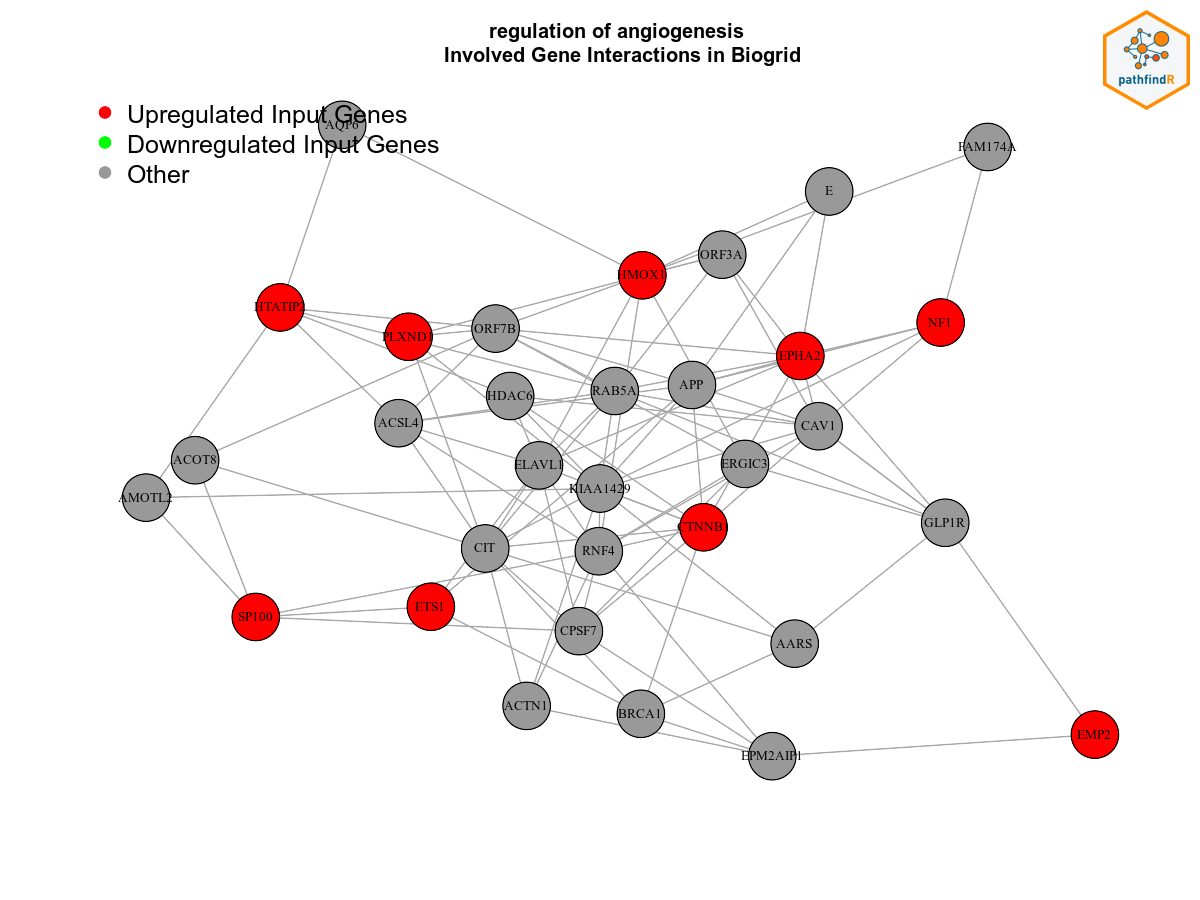 regulation of angiogenesis
Involved Gene Interactions in Biogrid
pathfindR
Upregulated Input Genes
Downregulated Input Genes
Other
AQP6
FAM174A
E
ORF3A
HMOX1
HTATIP2
NF1
PLXND1
ORF7B
EPHA2
APP
RAB5A
HDAC6
ACSL4
CAV1
ACOT8
ELAVL1
ERGIC3
KIAA1429
AMOTL2
CTNNB1
GLP1R
CIT
RNF4
ETS1
SP100
CPSF7
AARS
ACTN1
BRCA1
EMP2
EPM2AIP1